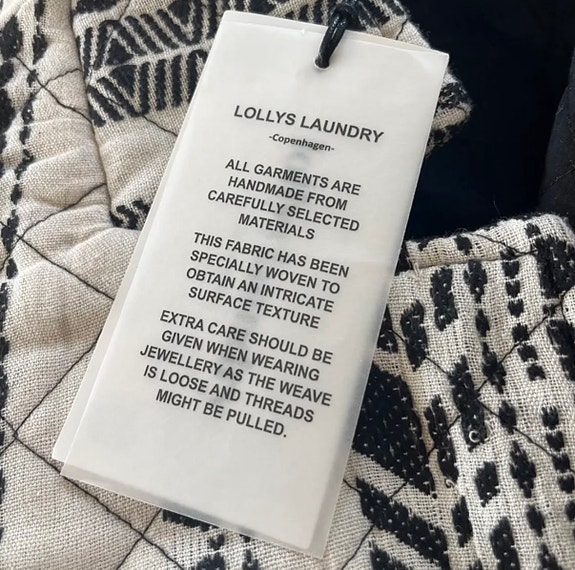 LOLLYS LAUNDRY
-Copenhagen-
ALL GARMENTS ARE
HANDMADE FROM
CAREFULLY SELECTED
MATERIALS
THIS FABRIC HAS BEEN
SPECIALLY WOVEN TO
OBTAIN AN INTRICATE
SURFACE TEXTURE
EXTRA CARE SHOULD BE
GIVEN WHEN WEARING
JEWELLERY AS THE WEAVE
IS LOOSE AND THREADS
MIGHT BE PULLED.